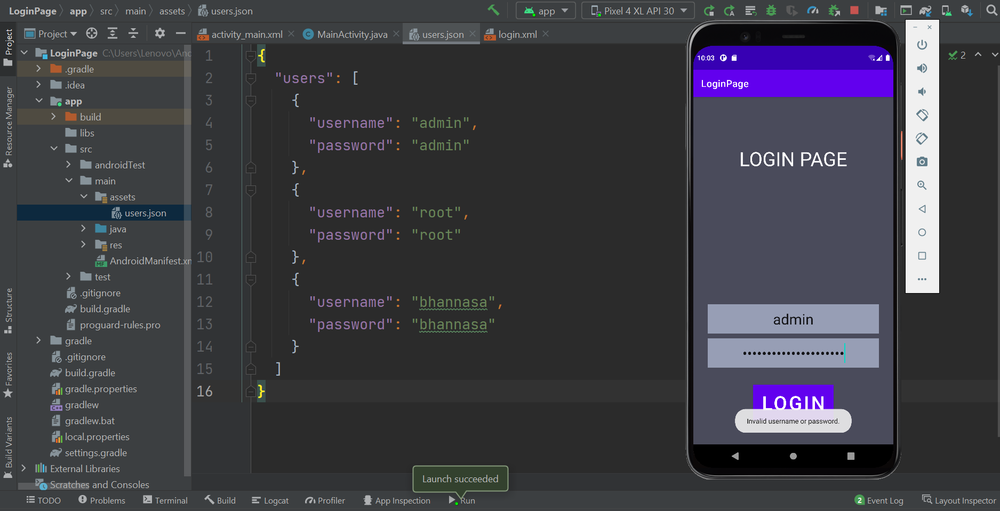 LoginPage app src main assets users.json app Pixel 4 XL API 30
Project activity_main.xml MainActivity.java users.json login.xml
Project
Resource Manager
Structure
Favorites
Build Variants
LoginPage C:\Users\Lenovo\And
.gradle
.idea
app
build
libs
src
androidTest
main
assets
users.json
java
res
AndroidManifest.xm
test
.gitignore
build.gradle
proguard-rules.pro
gradle
.gitignore
build.gradle
gradle.properties
gradlew
gradlew.bat
local.properties
settings.gradle
External Libraries
Scratches and Consoles
1 {
2 "users": [
3 {
4 "username": "admin",
5 "password": "admin"
6 },
7 {
8 "username": "root",
9 "password": "root"
10 },
11 {
12 "username": "bhannasa",
13 "password": "bhannasa"
14 }
15 ]
16 }
2
10:03
LoginPage
LOGIN PAGE
admin
•••••••••••••••••••••
LOGIN
Invalid username or password.
Launch succeeded
TODO Problems Terminal Build Logcat Profiler App Inspection Run 2 Event Log Layout Inspector